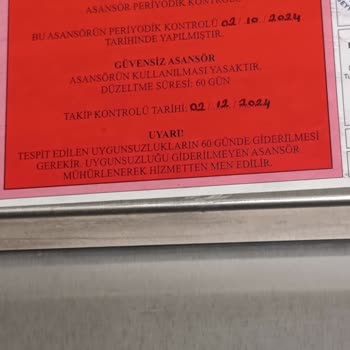 ASANSÖR PERİYODİK KONTROLÜ
BU ASANSÖRÜN PERİYODİK KONTROLÜ 02/10/2024
TARİHİNDE YAPILMIŞTIR.
GÜVENSİZ ASANSÖR
ASANSÖRÜN KULLANILMASI YASAKTIR.
DÜZELTME SÜRESİ: 60 GÜN
TAKİP KONTROLÜ TARİHİ: 02/12/2024
UYARI!
TESPİT EDİLEN UYGUNSUZLUKLARIN 60 GÜNDE GİDERİLMESİ
GEREKİR. UYGUNSUZLUĞU GİDERİLMEYEN ASANSÖR
MÜHÜRLENEREK HİZMETTEN MEN EDİLİR.